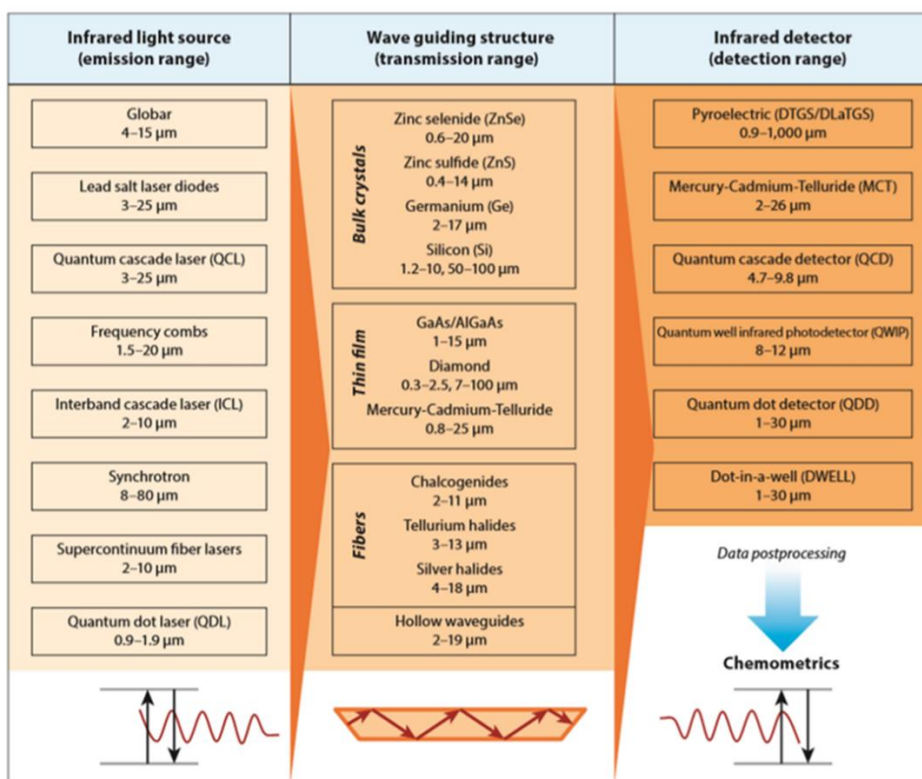 Infrared light source
(emission range)
Wave guiding structure
(transmission range)
Infrared detector
(detection range)
Globar
4–15 µm
Lead salt laser diodes
3–25 µm
Quantum cascade laser (QCL)
3–25 µm
Frequency combs
1.5–20 µm
Interband cascade laser (ICL)
2–10 µm
Synchrotron
8–80 µm
Supercontinuum fiber lasers
2–10 µm
Quantum dot laser (QDL)
0.9–1.9 µm
Bulk crystals
Zinc selenide (ZnSe)
0.6–20 µm
Zinc sulfide (ZnS)
0.4–14 µm
Germanium (Ge)
2–17 µm
Silicon (Si)
1.2–10, 50–100 µm
Thin film
GaAs/AlGaAs
1–15 µm
Diamond
0.3–2.5, 7–100 µm
Mercury-Cadmium-Telluride
0.8–25 µm
Fibers
Chalcogenides
2–11 µm
Tellurium halides
3–13 µm
Silver halides
4–18 µm
Hollow waveguides
2–19 µm
Pyroelectric (DTGS/DLaTGS)
0.9–1,000 µm
Mercury-Cadmium-Telluride (MCT)
2–26 µm
Quantum cascade detector (QCD)
4.7–9.8 µm
Quantum well infrared photodetector (QWIP)
8–12 µm
Quantum dot detector (QDD)
1–30 µm
Dot-in-a-well (DWELL)
1–30 µm
Data postprocessing
Chemometrics